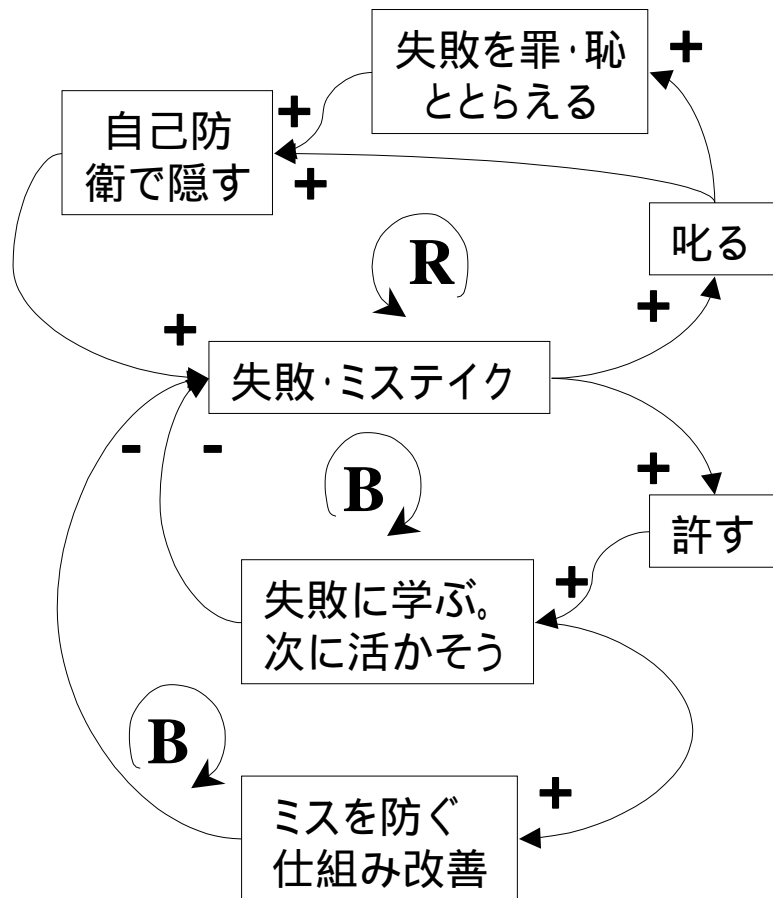 失敗を罪・恥
ととらえる
+
+
自己防
衛で隠す
+
叱る
R
+
+
失敗・ミステイク
-
-
B
+
許す
+
失敗に学ぶ。
次に活かそう
B
+
ミスを防ぐ
仕組み改善